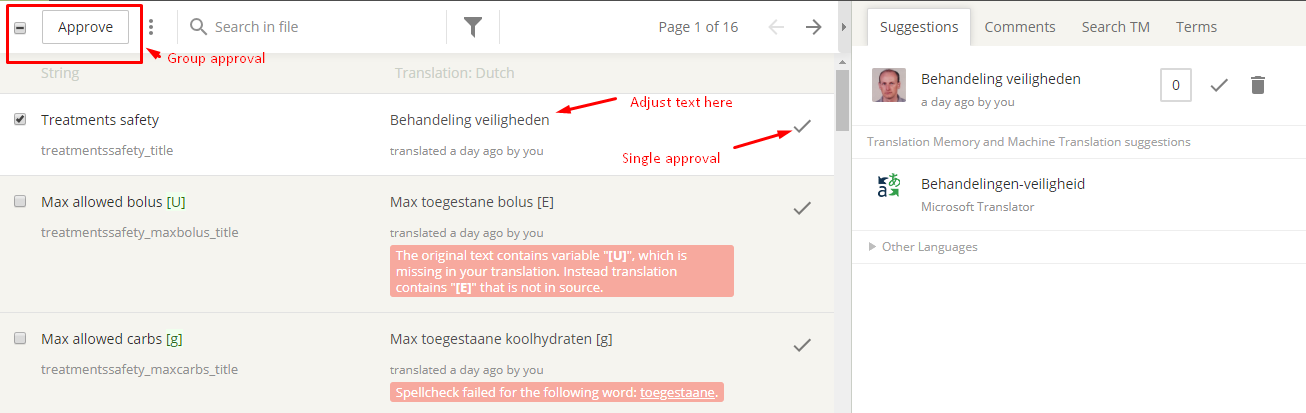 Approve
Search in file
Page 1 of 16
Group approval
String
Translation: Dutch
Adjust text here
Treatments safety
Behandeling veiligheden
treatmentssafety_title
translated a day ago by you
Single approval
Max allowed bolus [U]
Max toegestane bolus [E]
treatmentssafety_maxbolus_title
translated a day ago by you
The original text contains variable "[U]", which is
missing in your translation. Instead translation
contains "[E]" that is not in source.
Max allowed carbs [g]
Max toegestaane koolhydraten [g]
treatmentssafety_maxcarbs_title
translated a day ago by you
Spellcheck failed for the following word: toegestaane.
Suggestions
Comments
Search TM
Terms
Behandeling veiligheden
0
a day ago by you
Translation Memory and Machine Translation suggestions
Behandelingen-veiligheid
Microsoft Translator
Other Languages